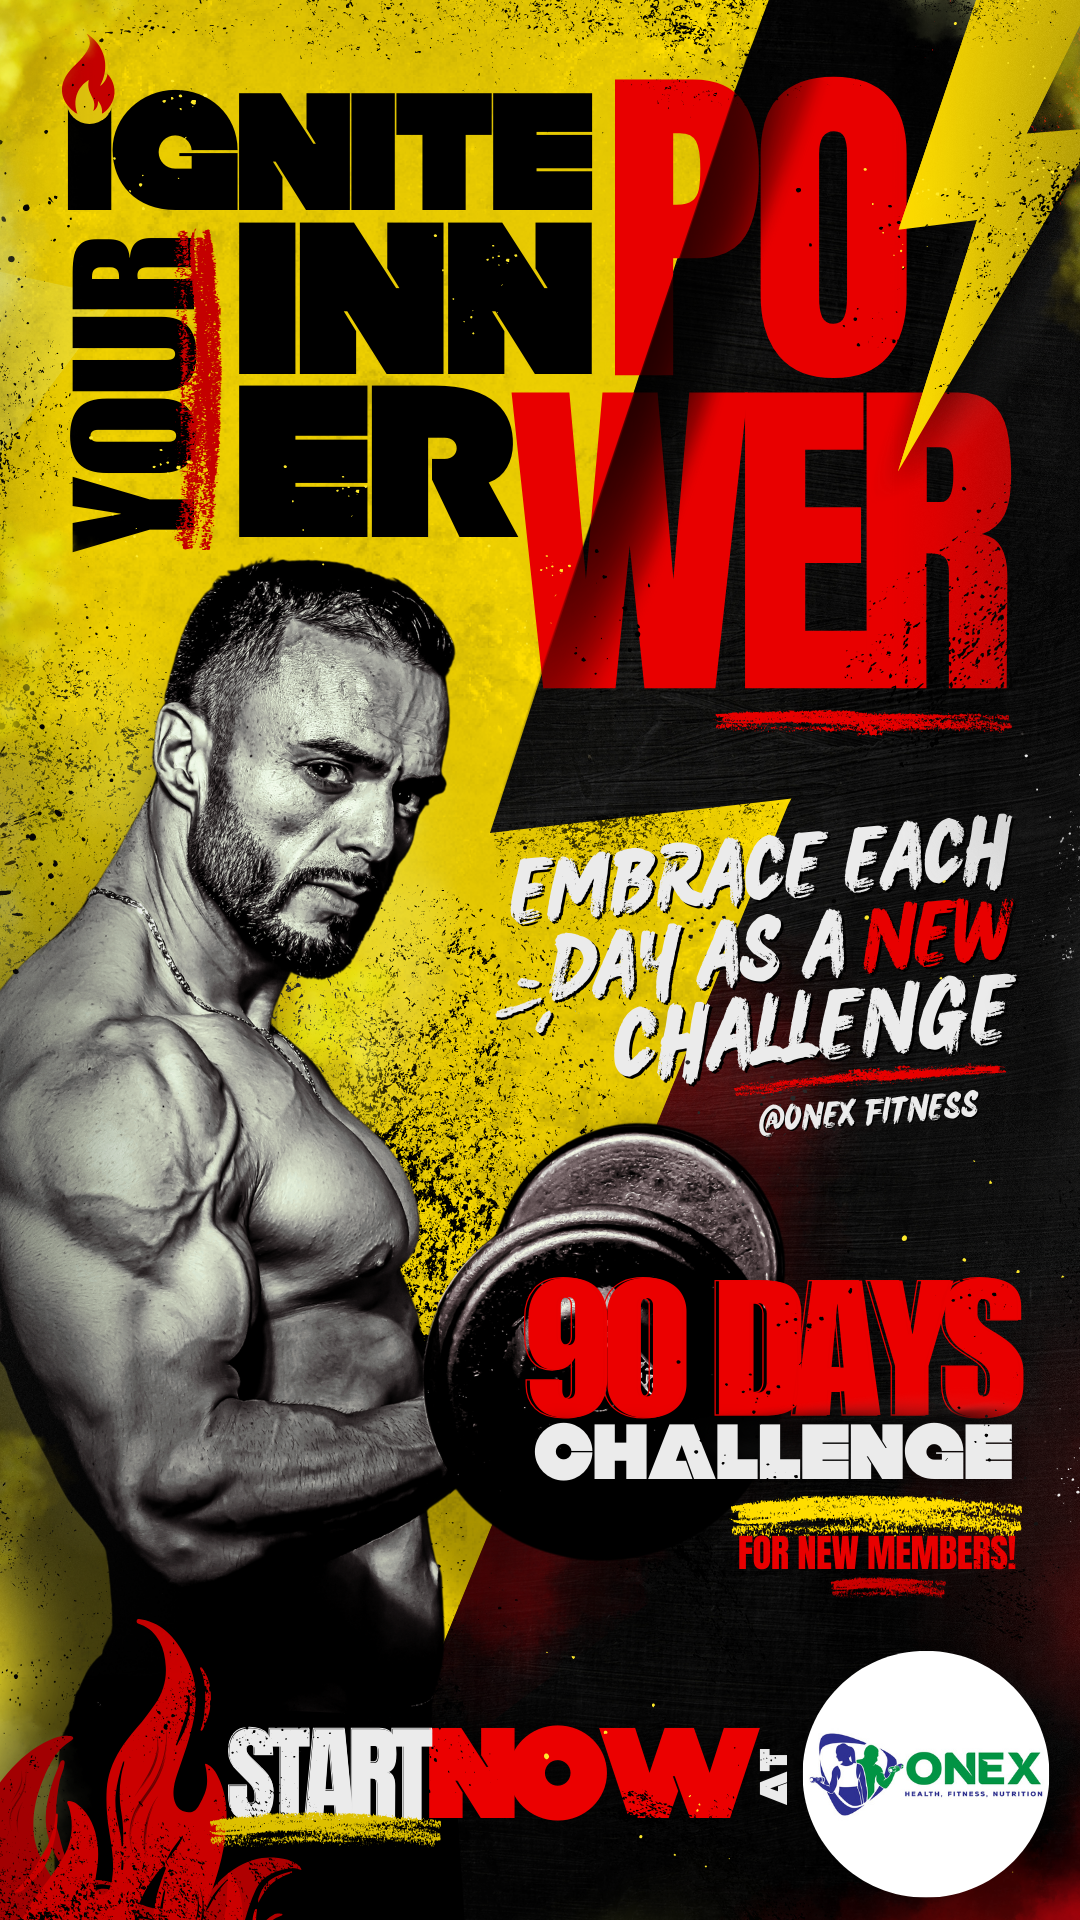 IGNITE
YOUR
INN
ER
PO
WER
EMBRACE EACH
DAY AS A NEW
CHALLENGE
@ONEX FITNESS
90 DAYS
CHALLENGE
FOR NEW MEMBERS!
START NOW AT
ONEX
HEALTH, FITNESS, NUTRITION